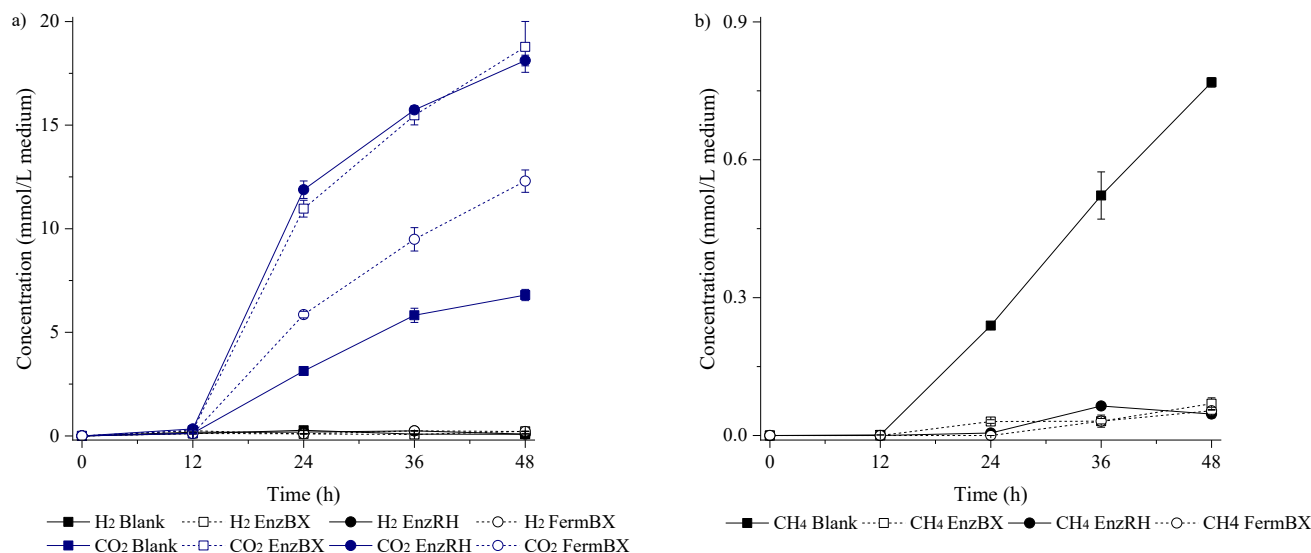 a)
Concentration (mmol/L medium)
20
15
10
5
0
0 12 24 36 48
Time (h)
H2 Blank H2 EnzBX H2 EnzRH H2 FermBX
CO2 Blank CO2 EnzBX CO2 EnzRH CO2 FermBX
b)
Concentration (mmol/L medium)
0.9
0.6
0.3
0.0
0 12 24 36 48
Time (h)
CH4 Blank CH4 EnzBX CH4 EnzRH CH4 FermBX